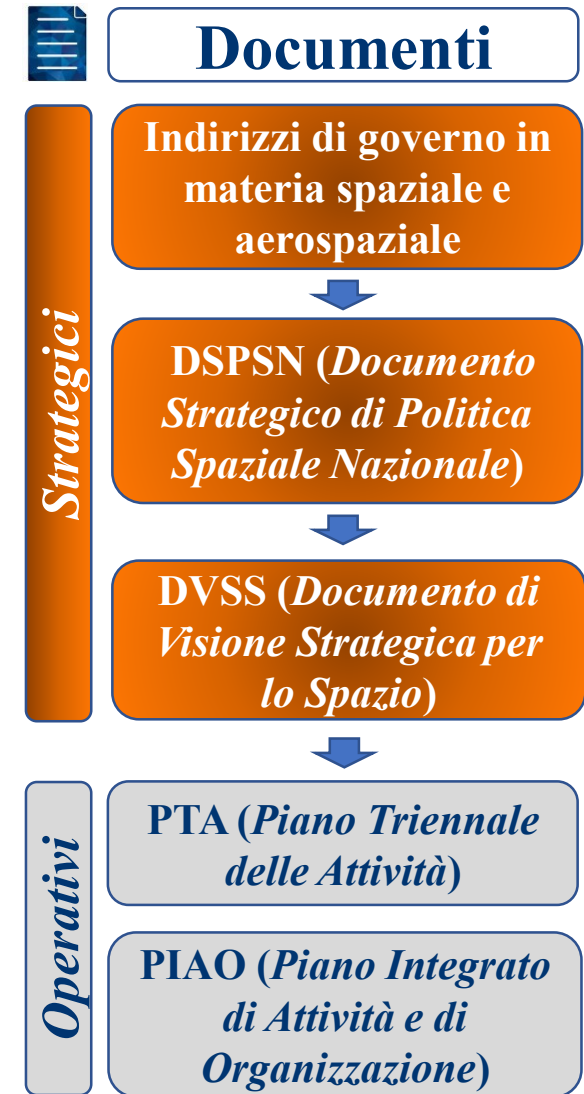 Documenti
Strategici
Indirizzi di governo in
materia spaziale e
aerospaziale
DSPSN (Documento
Strategico di Politica
Spaziale Nazionale)
DVSS (Documento di
Visione Strategica per
lo Spazio)
Operativi
PTA (Piano Triennale
delle Attività)
PIAO (Piano Integrato
di Attività e di
Organizzazione)